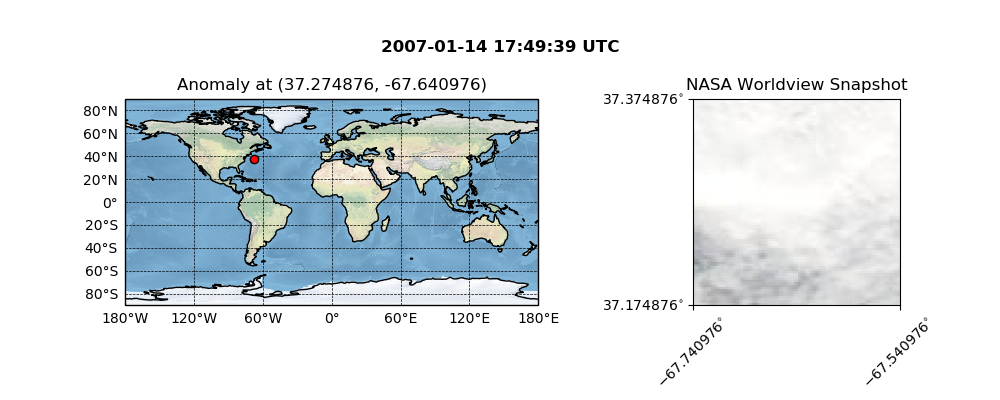 2007-01-14 17:49:39 UTC
Anomaly at (37.274876, -67.640976)
NASA Worldview Snapshot
80°N
60°N
40°N
20°N
0°
20°S
40°S
60°S
80°S
180°W 120°W 60°W 0° 60°E 120°E 180°E
37.374876°
37.174876°
−67.740976°
−67.540976°